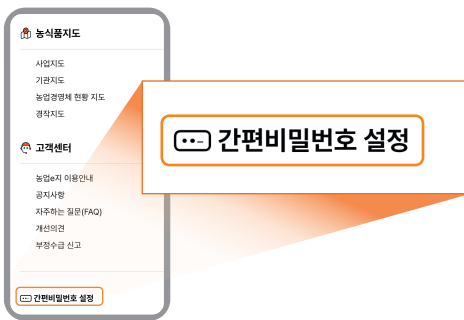 농식품지도
사업지도
기관지도
농업경영체 현황 지도
경작지도
고객센터
농업e지 이용안내
공지사항
자주하는 질문(FAQ)
개선의견
부정수급 신고
간편비밀번호 설정
간편비밀번호 설정